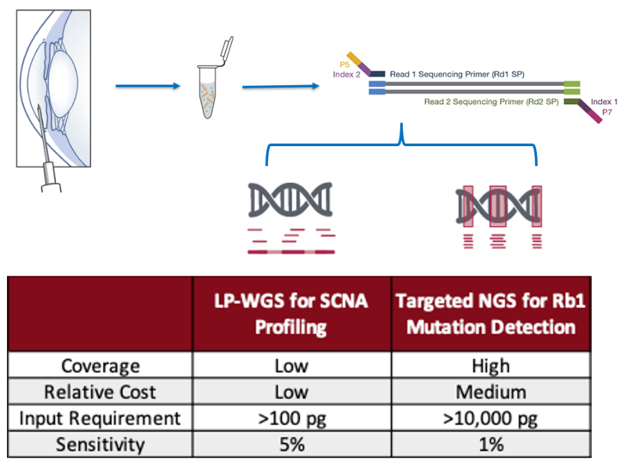 P5
Index 2
Read 1 Sequencing Primer (Rd1 SP)
Read 2 Sequencing Primer (Rd2 SP)
Index 1
P7
LP-WGS for SCNA Profiling Targeted NGS for Rb1 Mutation Detection
Coverage Low High
Relative Cost Low Medium
Input Requirement >100 pg >10,000 pg
Sensitivity 5% 1%